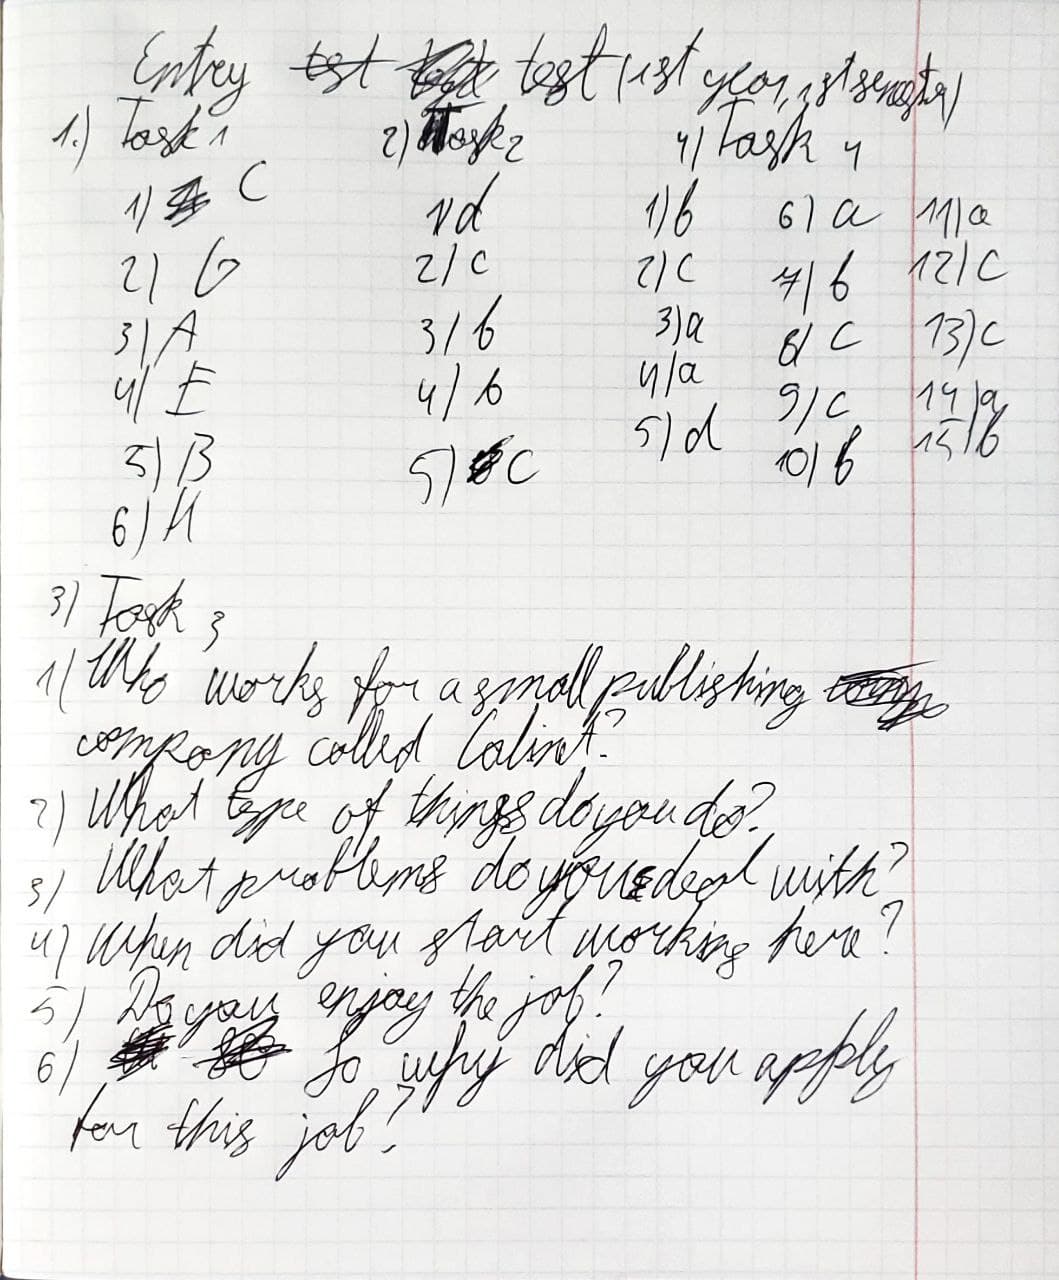 Entry test test (1st year, 1st semester)
1.) Task 1 2) Task 2 4) Task 4
1) C 1) d 1) b 6) a 11) a
2) G 2) c 2) c 7) b 12) c
3) A 3) b 3) a 8) c 13) c
4) E 4) b 4) a 9) c 14) a
5) B 5) c 5) d 10) b 15) b
6) H
3) Task 3
1) Who works for a small publishing
company called Calinet?
2) What type of things do you do?
3) What problems do you deal with?
4) When did you start working here?
5) Do you enjoy the job?
6) So why did you apply
for this job?